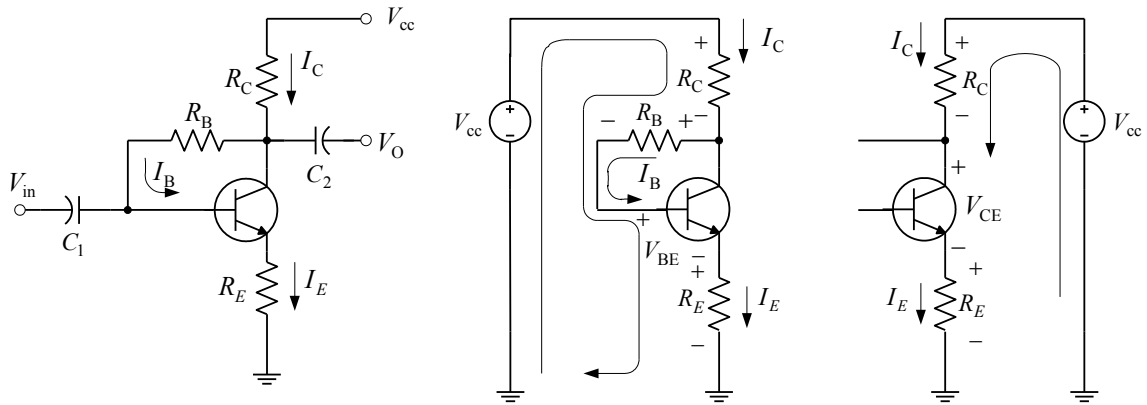 V_cc
I_C
R_C
R_B
V_O
C_2
I_B
V_in
C_1
R_E
I_E
+
I_C
R_C
−
V_cc
+
−
R_B
−
+
I_B
+
V_BE
−
+
R_E
I_E
−
I_C
+
R_C
−
V_cc
+
−
+
V_CE
−
+
I_E
R_E
−